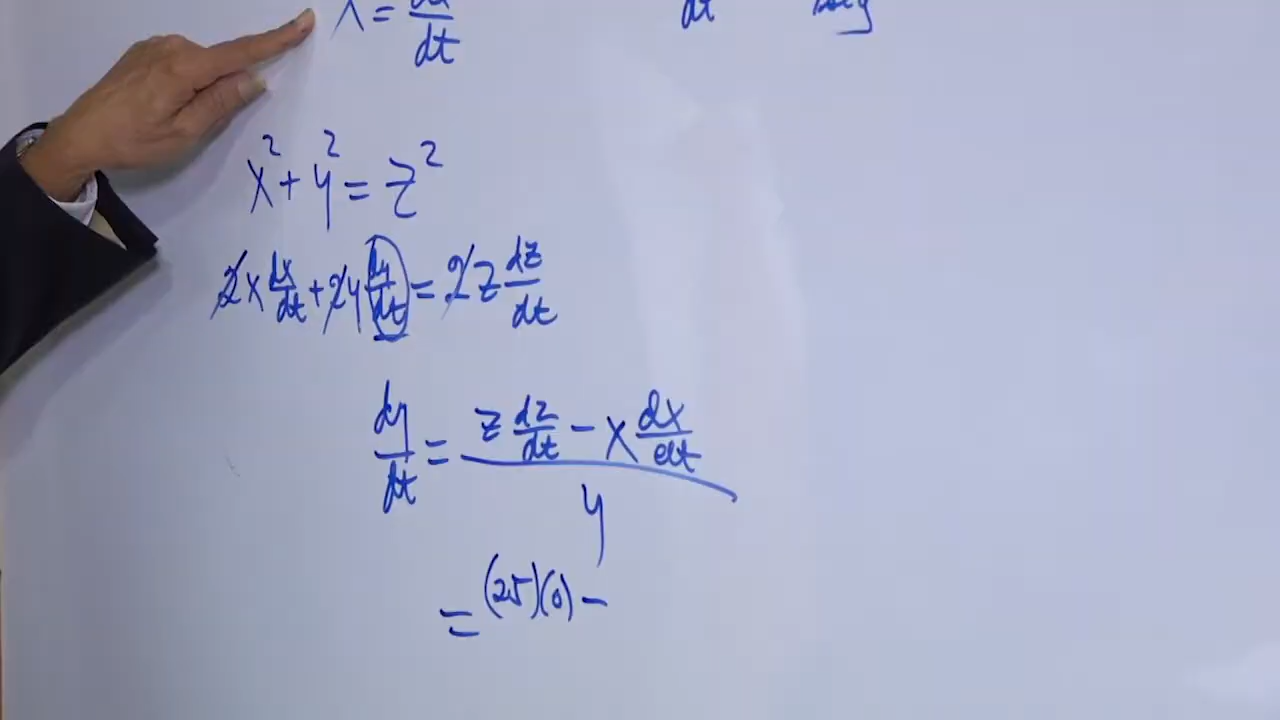 dt
dt
x² + y² = z²
2x dx/dt + 2y dy/dt = 2z dz/dt
dy/dt = (z dz/dt - x dx/dt) / y
= (25)(0) -